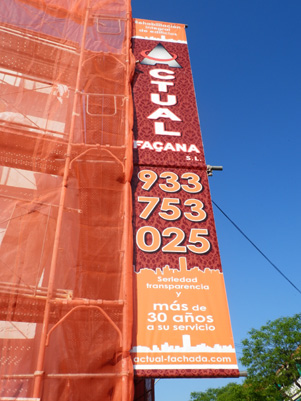 Rehabilitación
integral
de edificios
ACTUAL
FAÇANA
S.L.
933
753
025
Seriedad
transparencia
y
más de
30 años
a su servicio
www.actual-fachada.com